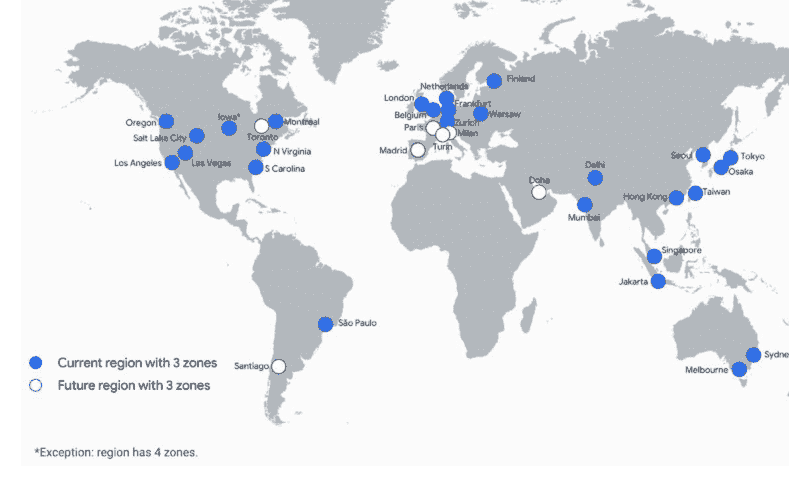 Finland
Netherlands
London
Frankfurt
Belgium
Warsaw
Oregon
Iowa*
Montréal
Zurich
Paris
Milan
Salt Lake City
Toronto
Turin
N Virginia
Madrid
Seoul
Tokyo
Los Angeles
Las Vegas
S Carolina
Delhi
Osaka
Doha
Hong Kong
Taiwan
Mumbai
Singapore
Jakarta
São Paulo
Sydne
Current region with 3 zones
Santiago
Melbourne
Future region with 3 zones
*Exception: region has 4 zones.